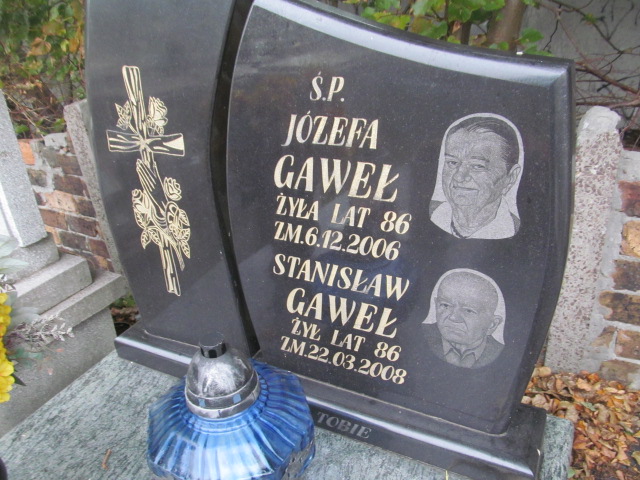 Ś.P.
JÓZEFA
GAWEŁ
ŻYŁA LAT 86
ZM.6.12.2006
STANISŁAW
GAWEŁ
ŻYŁ LAT 86
ZM.22.03.2008
TOBIE